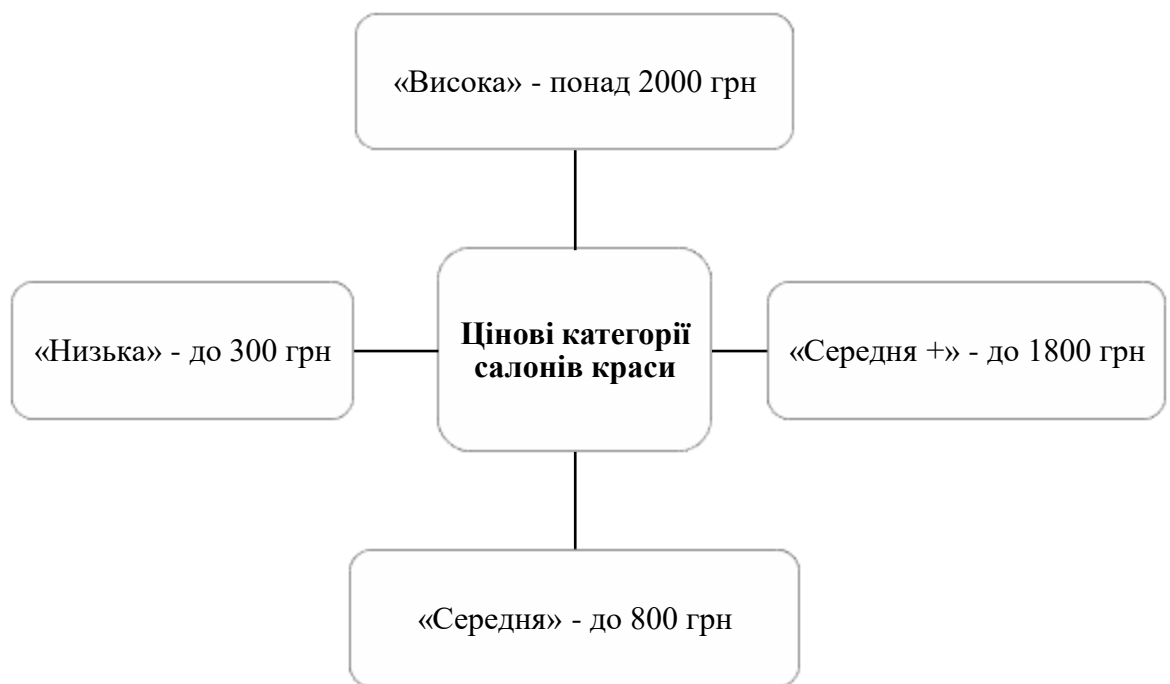 «Висока» - понад 2000 грн
«Низька» - до 300 грн
Цінові категорії
салонів краси
«Середня +» - до 1800 грн
«Середня» - до 800 грн